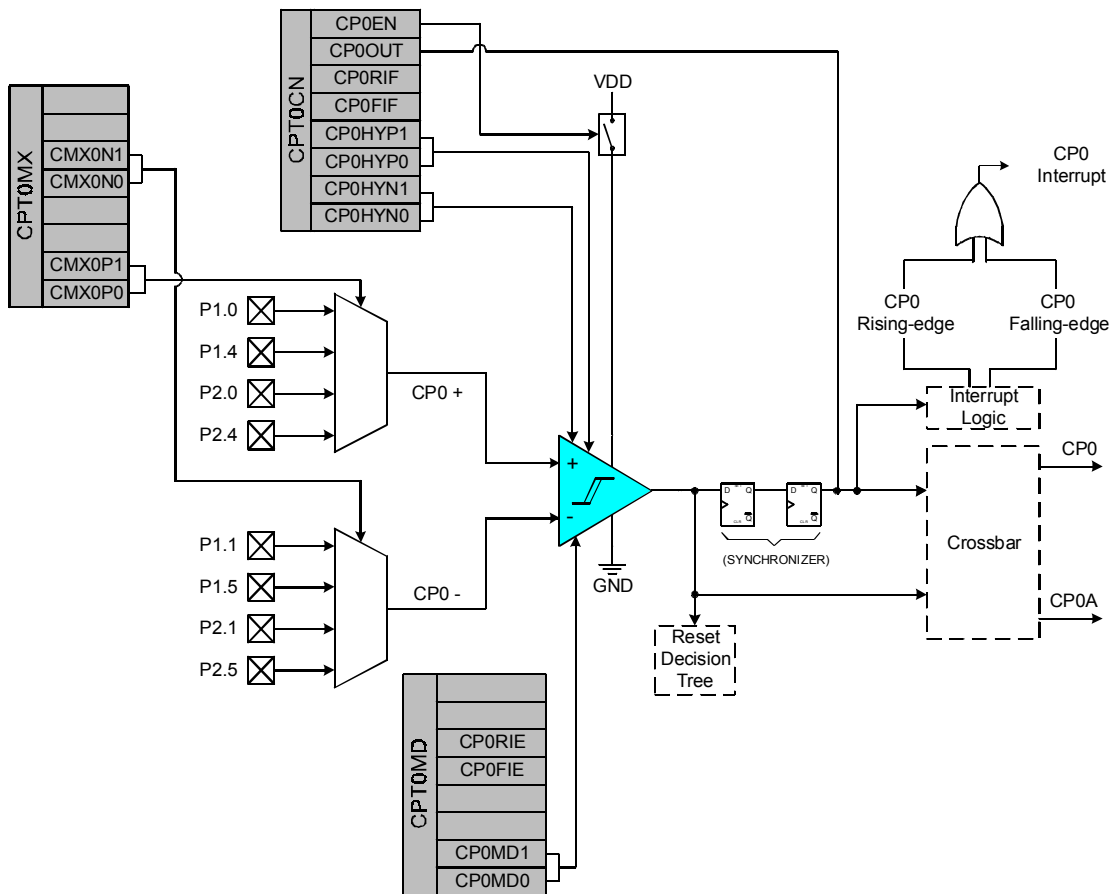 CPT0CN
CP0EN
CP0OUT
CP0RIF
CP0FIF
CP0HYP1
CP0HYP0
CP0HYN1
CP0HYN0
VDD
CPT0MX
CMX0N1
CMX0N0
CMX0P1
CMX0P0
CP0
Interrupt
CP0
Rising-edge
CP0
Falling-edge
Interrupt
Logic
P1.0
P1.4
P2.0
P2.4
CP0 +
+
-
GND
D
Q
Q
CLR
D
Q
Q
CLR
(SYNCHRONIZER)
Crossbar
CP0
CP0A
P1.1
P1.5
P2.1
P2.5
CP0 -
Reset
Decision
Tree
CPT0MD
CP0RIE
CP0FIE
CP0MD1
CP0MD0